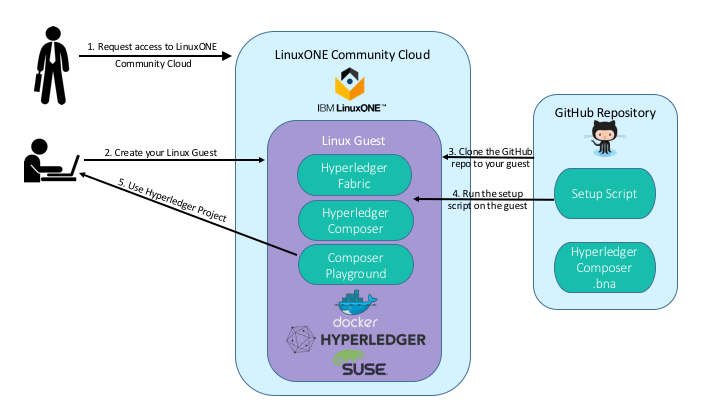 1. Request access to LinuxONE
Community Cloud
LinuxONE Community Cloud
IBM LinuxONE™
GitHub Repository
Linux Guest
2. Create your Linux Guest
3. Clone the GitHub
repo to your guest
Hyperledger
Fabric
5. Use Hyperledger Project
4. Run the setup
script on the guest
Setup Script
Hyperledger
Composer
Composer
Playground
Hyperledger
Composer
.bna
docker
HYPERLEDGER
SUSE